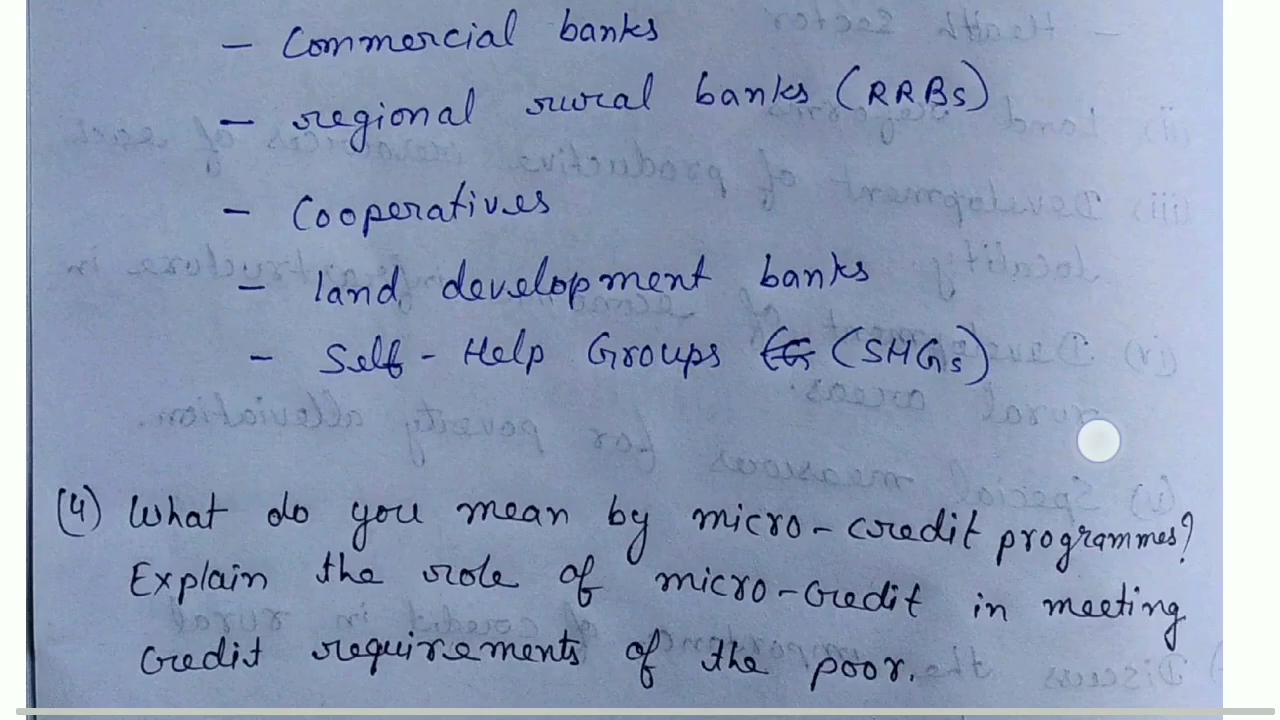 - Commercial banks
- regional rural banks (RRBs)
- Cooperatives
- land development banks
- Self-Help Groups (SHGs)
(4) What do you mean by micro-credit programmes?
Explain the role of micro-credit in meeting
credit requirements of the poor.